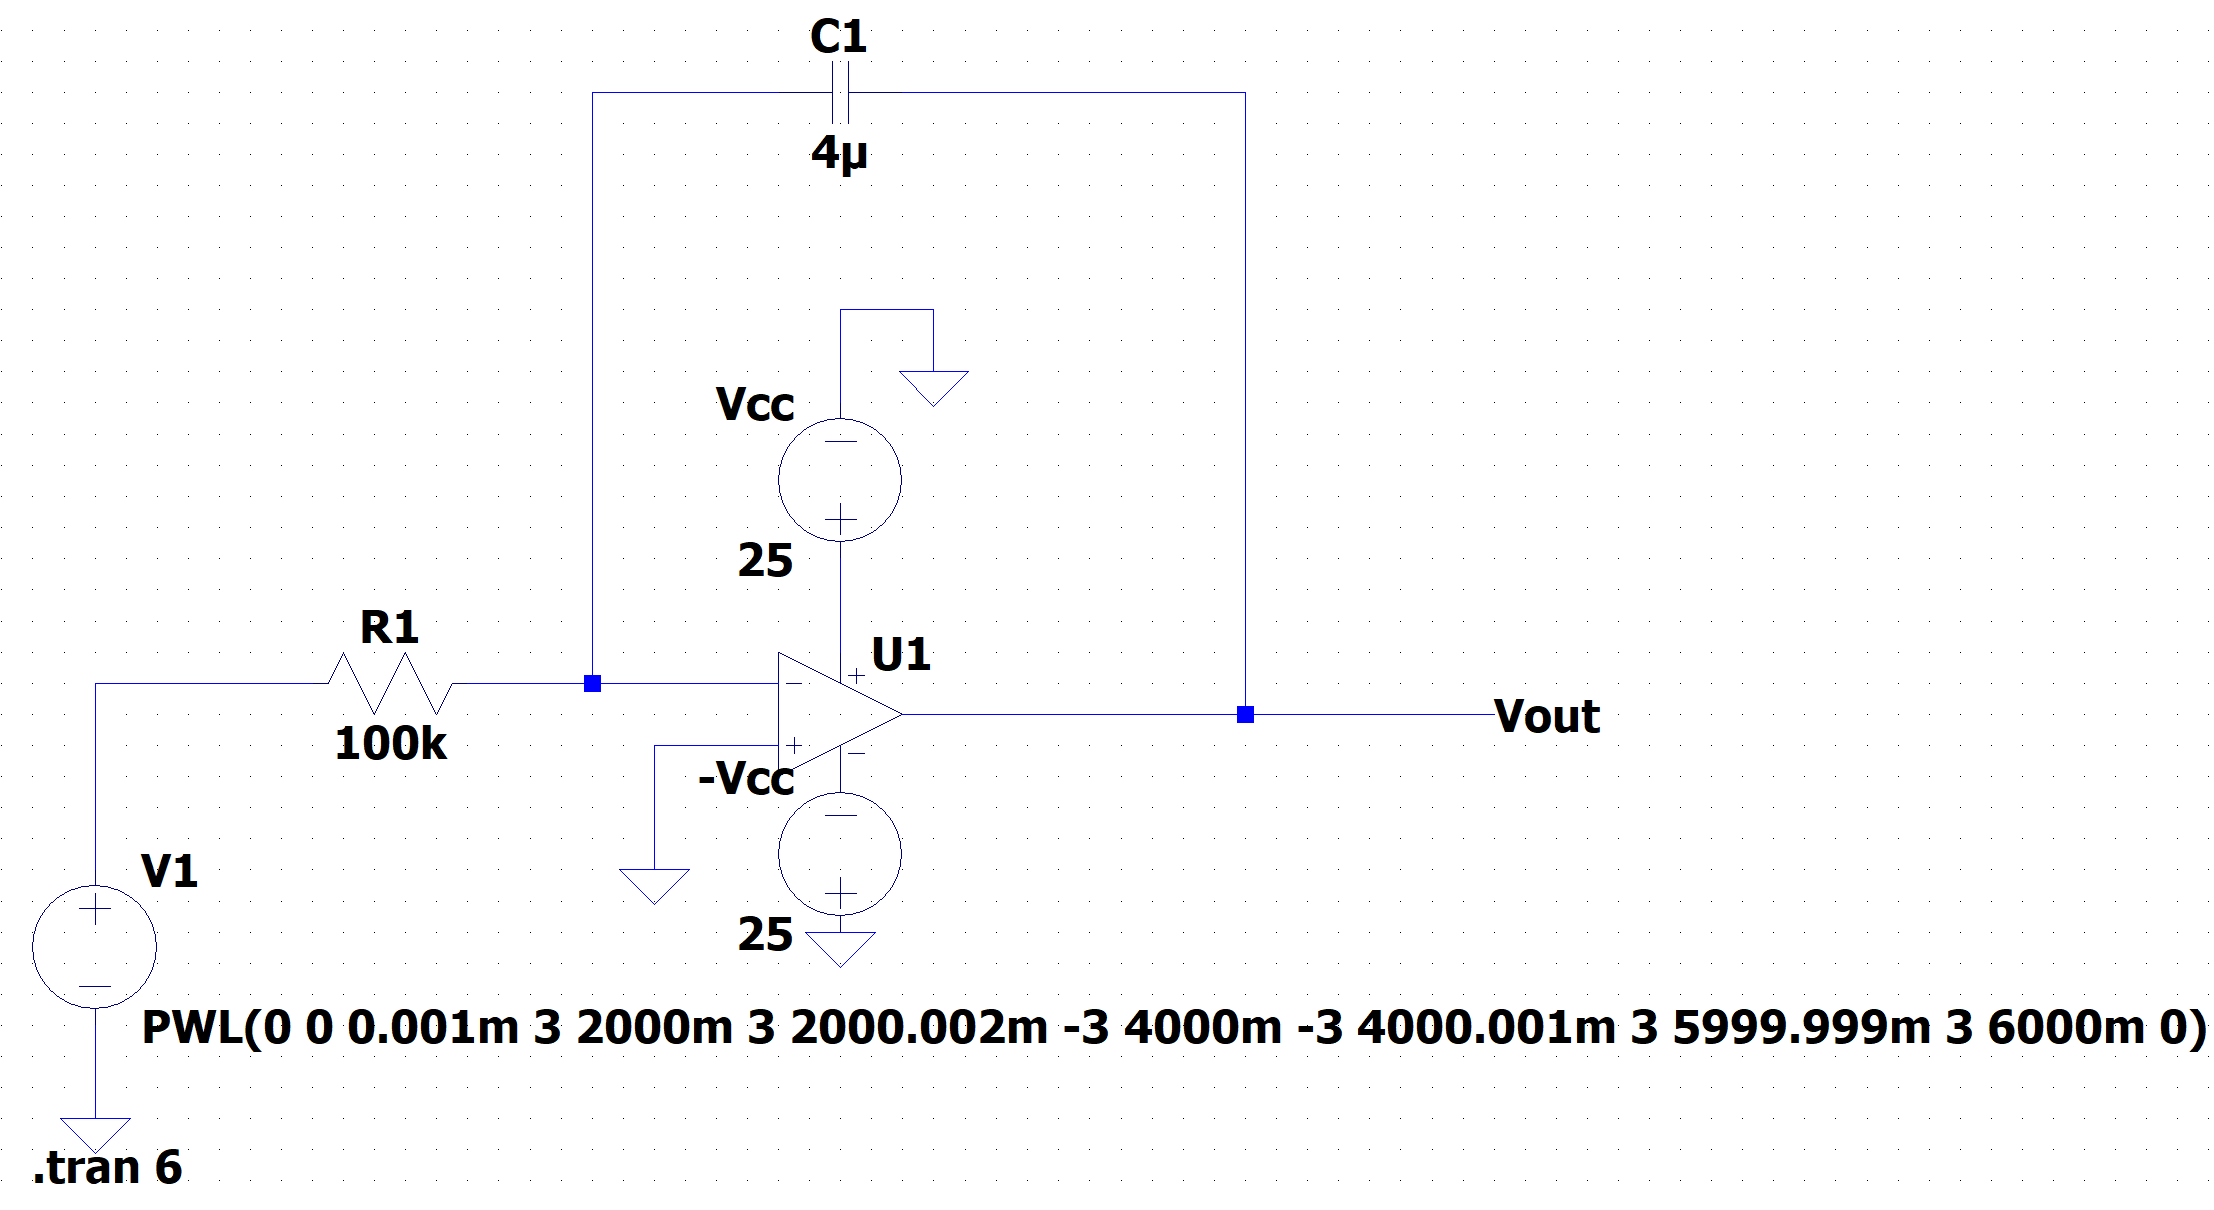 C1
4µ
Vcc
25
R1
100k
U1
Vout
-Vcc
25
V1
PWL(0 0 0.001m 3 2000m 3 2000.002m -3 4000m -3 4000.001m 3 5999.999m 3 6000m 0)
.tran 6